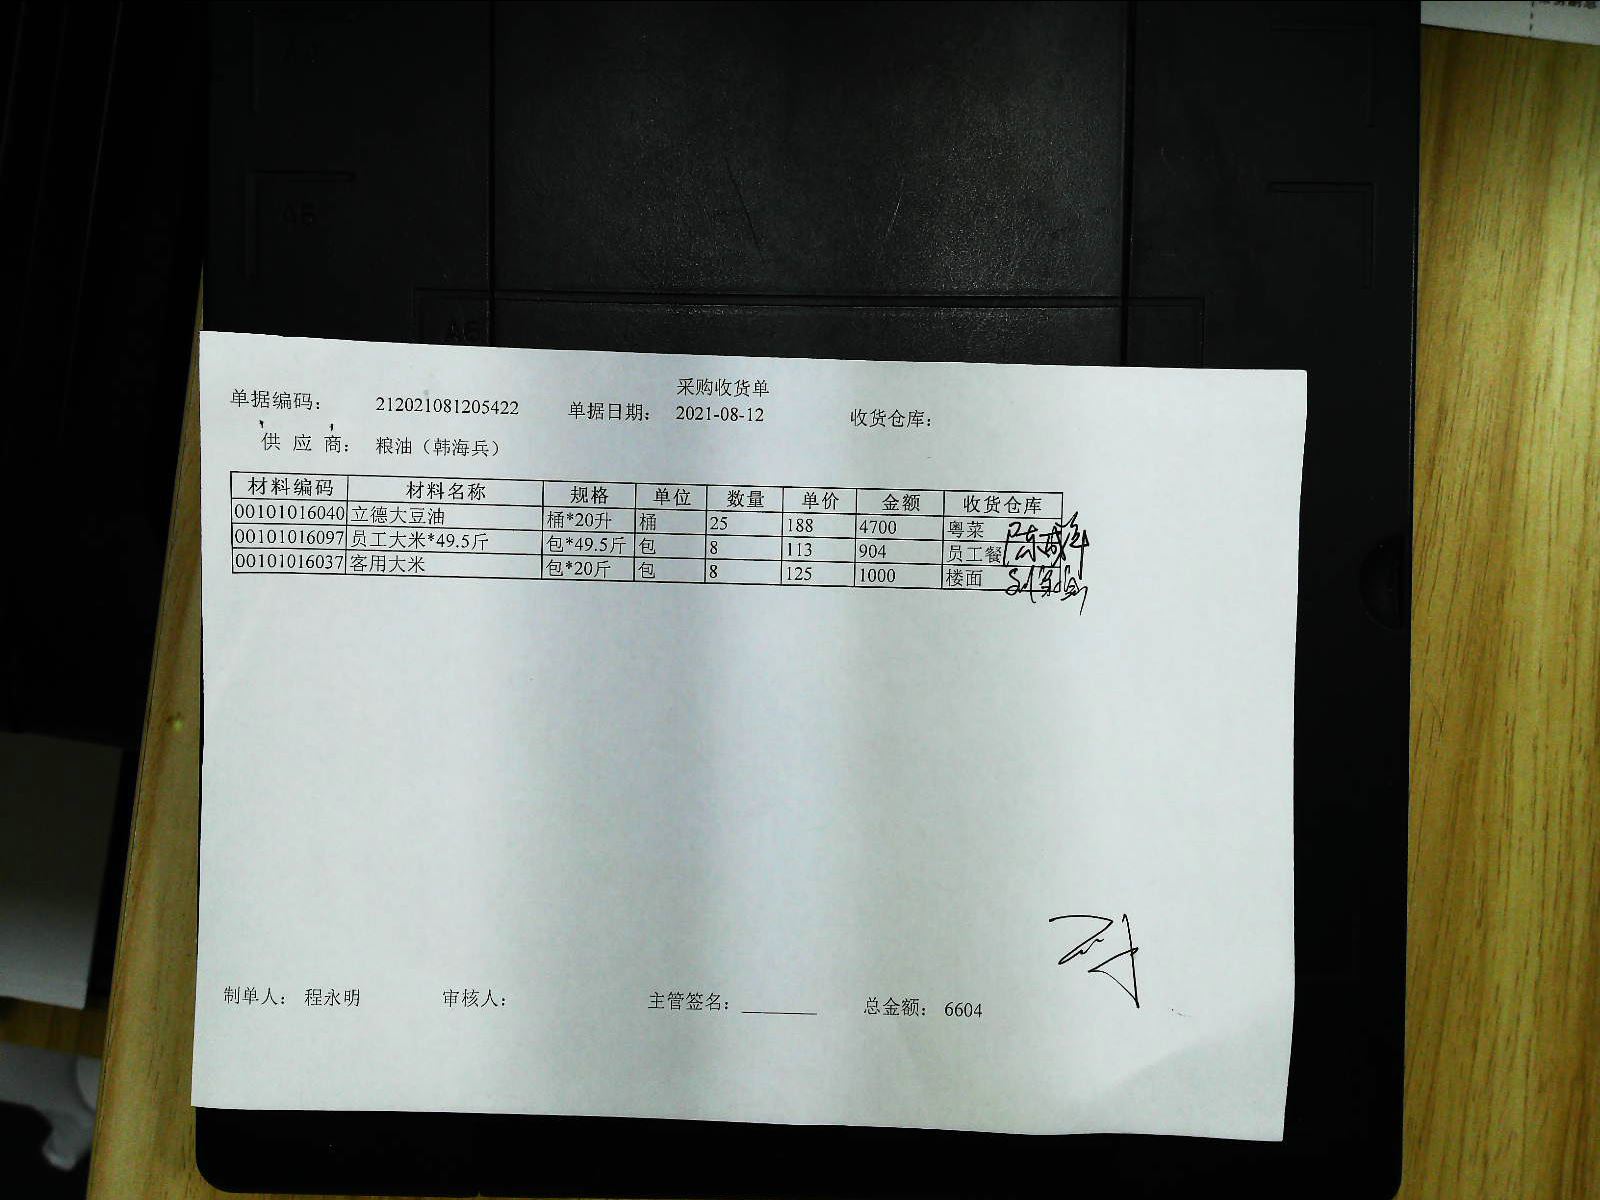 采购收货单
单据编码： 212021081205422 单据日期： 2021-08-12 收货仓库：
供 应 商： 粮油（韩海兵）
材料编码 材料名称 规格 单位 数量 单价 金额 收货仓库
00101016040 立德大豆油 桶*20升 桶 25 188 4700 粤菜
00101016097 员工大米*49.5斤 包*49.5斤 包 8 113 904 员工餐
00101016037 客用大米 包*20斤 包 8 125 1000 楼面
制单人： 程永明 审核人： 主管签名： 总金额： 6604